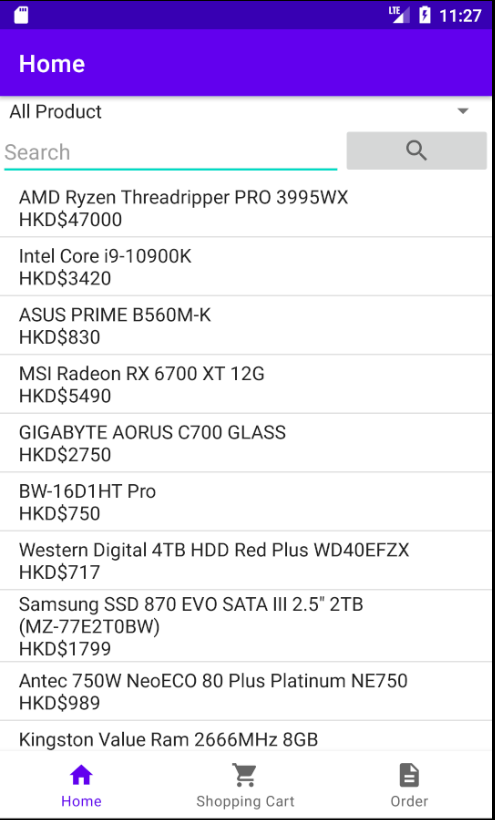 LTE 11:27
Home
All Product
Search
AMD Ryzen Threadripper PRO 3995WX
HKD$47000
Intel Core i9-10900K
HKD$3420
ASUS PRIME B560M-K
HKD$830
MSI Radeon RX 6700 XT 12G
HKD$5490
GIGABYTE AORUS C700 GLASS
HKD$2750
BW-16D1HT Pro
HKD$750
Western Digital 4TB HDD Red Plus WD40EFZX
HKD$717
Samsung SSD 870 EVO SATA III 2.5" 2TB
(MZ-77E2T0BW)
HKD$1799
Antec 750W NeoECO 80 Plus Platinum NE750
HKD$989
Kingston Value Ram 2666MHz 8GB
Home Shopping Cart Order